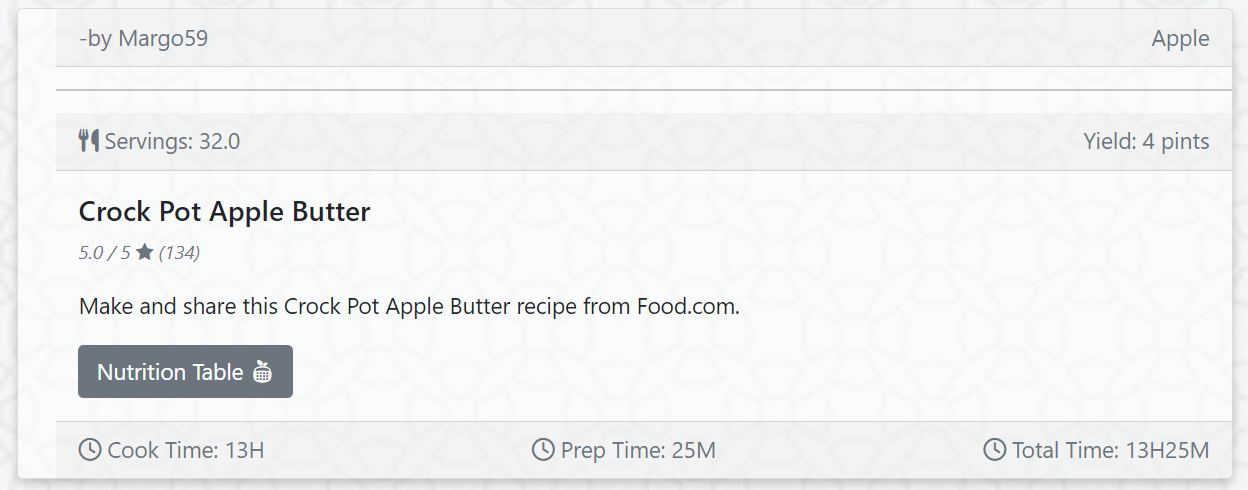 -by Margo59 Apple
Servings: 32.0 Yield: 4 pints
Crock Pot Apple Butter
5.0 / 5 ★ (134)
Make and share this Crock Pot Apple Butter recipe from Food.com.
Nutrition Table
Cook Time: 13H Prep Time: 25M Total Time: 13H25M